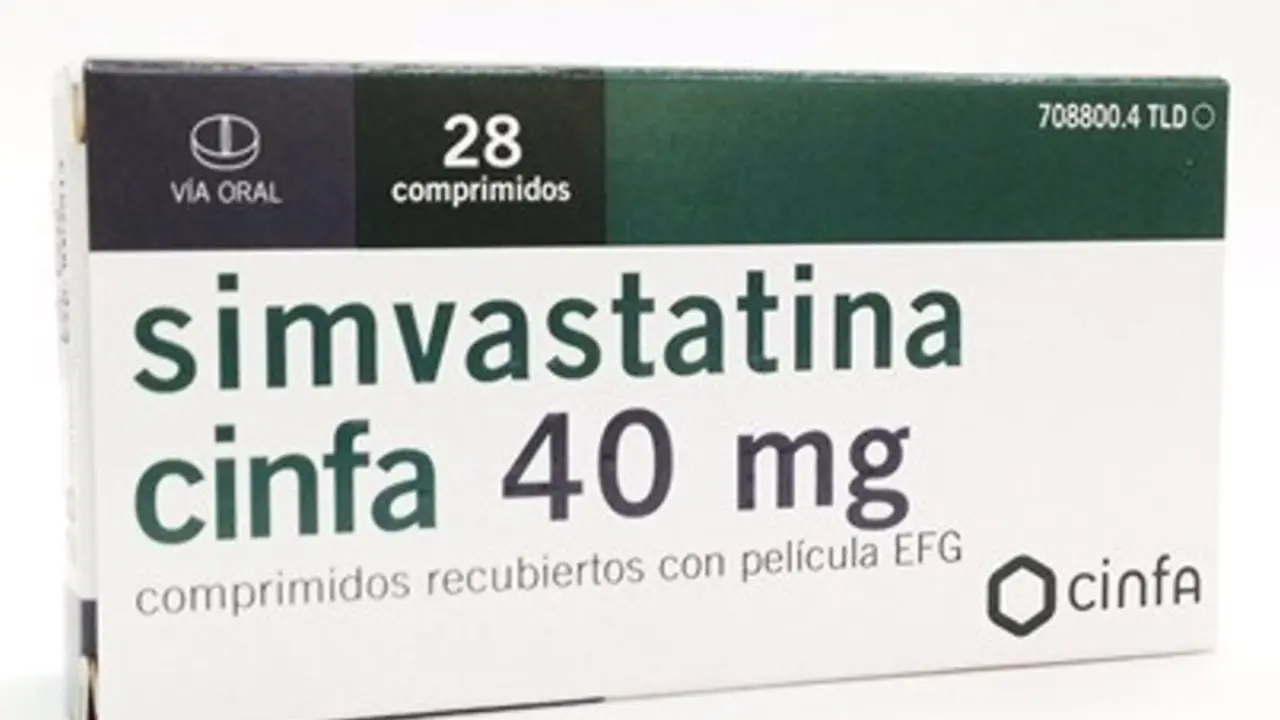 VÍA ORAL
28
comprimidos
708800.4 TLD
simvastatina
cinfa 40 mg
comprimidos recubiertos con película EFG
cinfa